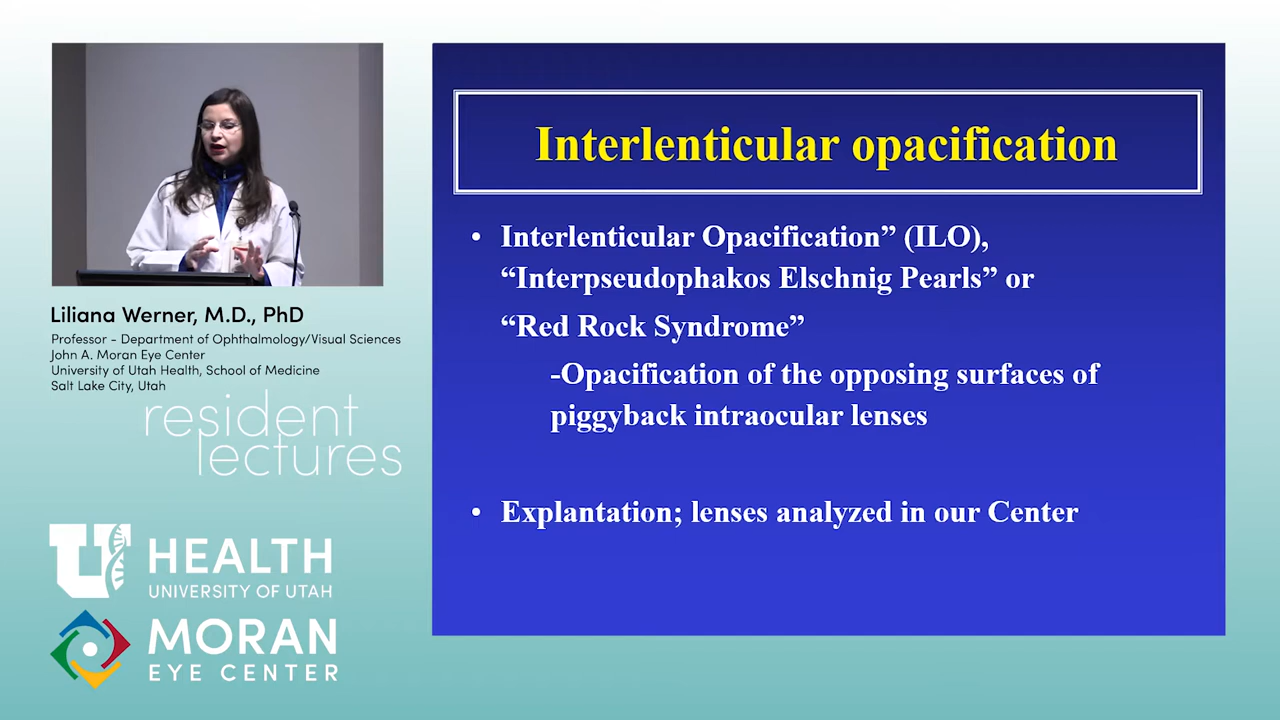 Liliana Werner, M.D., PhD
Professor - Department of Ophthalmology/Visual Sciences
John A. Moran Eye Center
University of Utah Health, School of Medicine
Salt Lake City, Utah
resident
lectures
U HEALTH
UNIVERSITY OF UTAH
MORAN
EYE CENTER
Interlenticular opacification
• Interlenticular Opacification” (ILO),
“Interpseudophakos Elschnig Pearls” or
“Red Rock Syndrome”
-Opacification of the opposing surfaces of
piggyback intraocular lenses
• Explantation; lenses analyzed in our Center